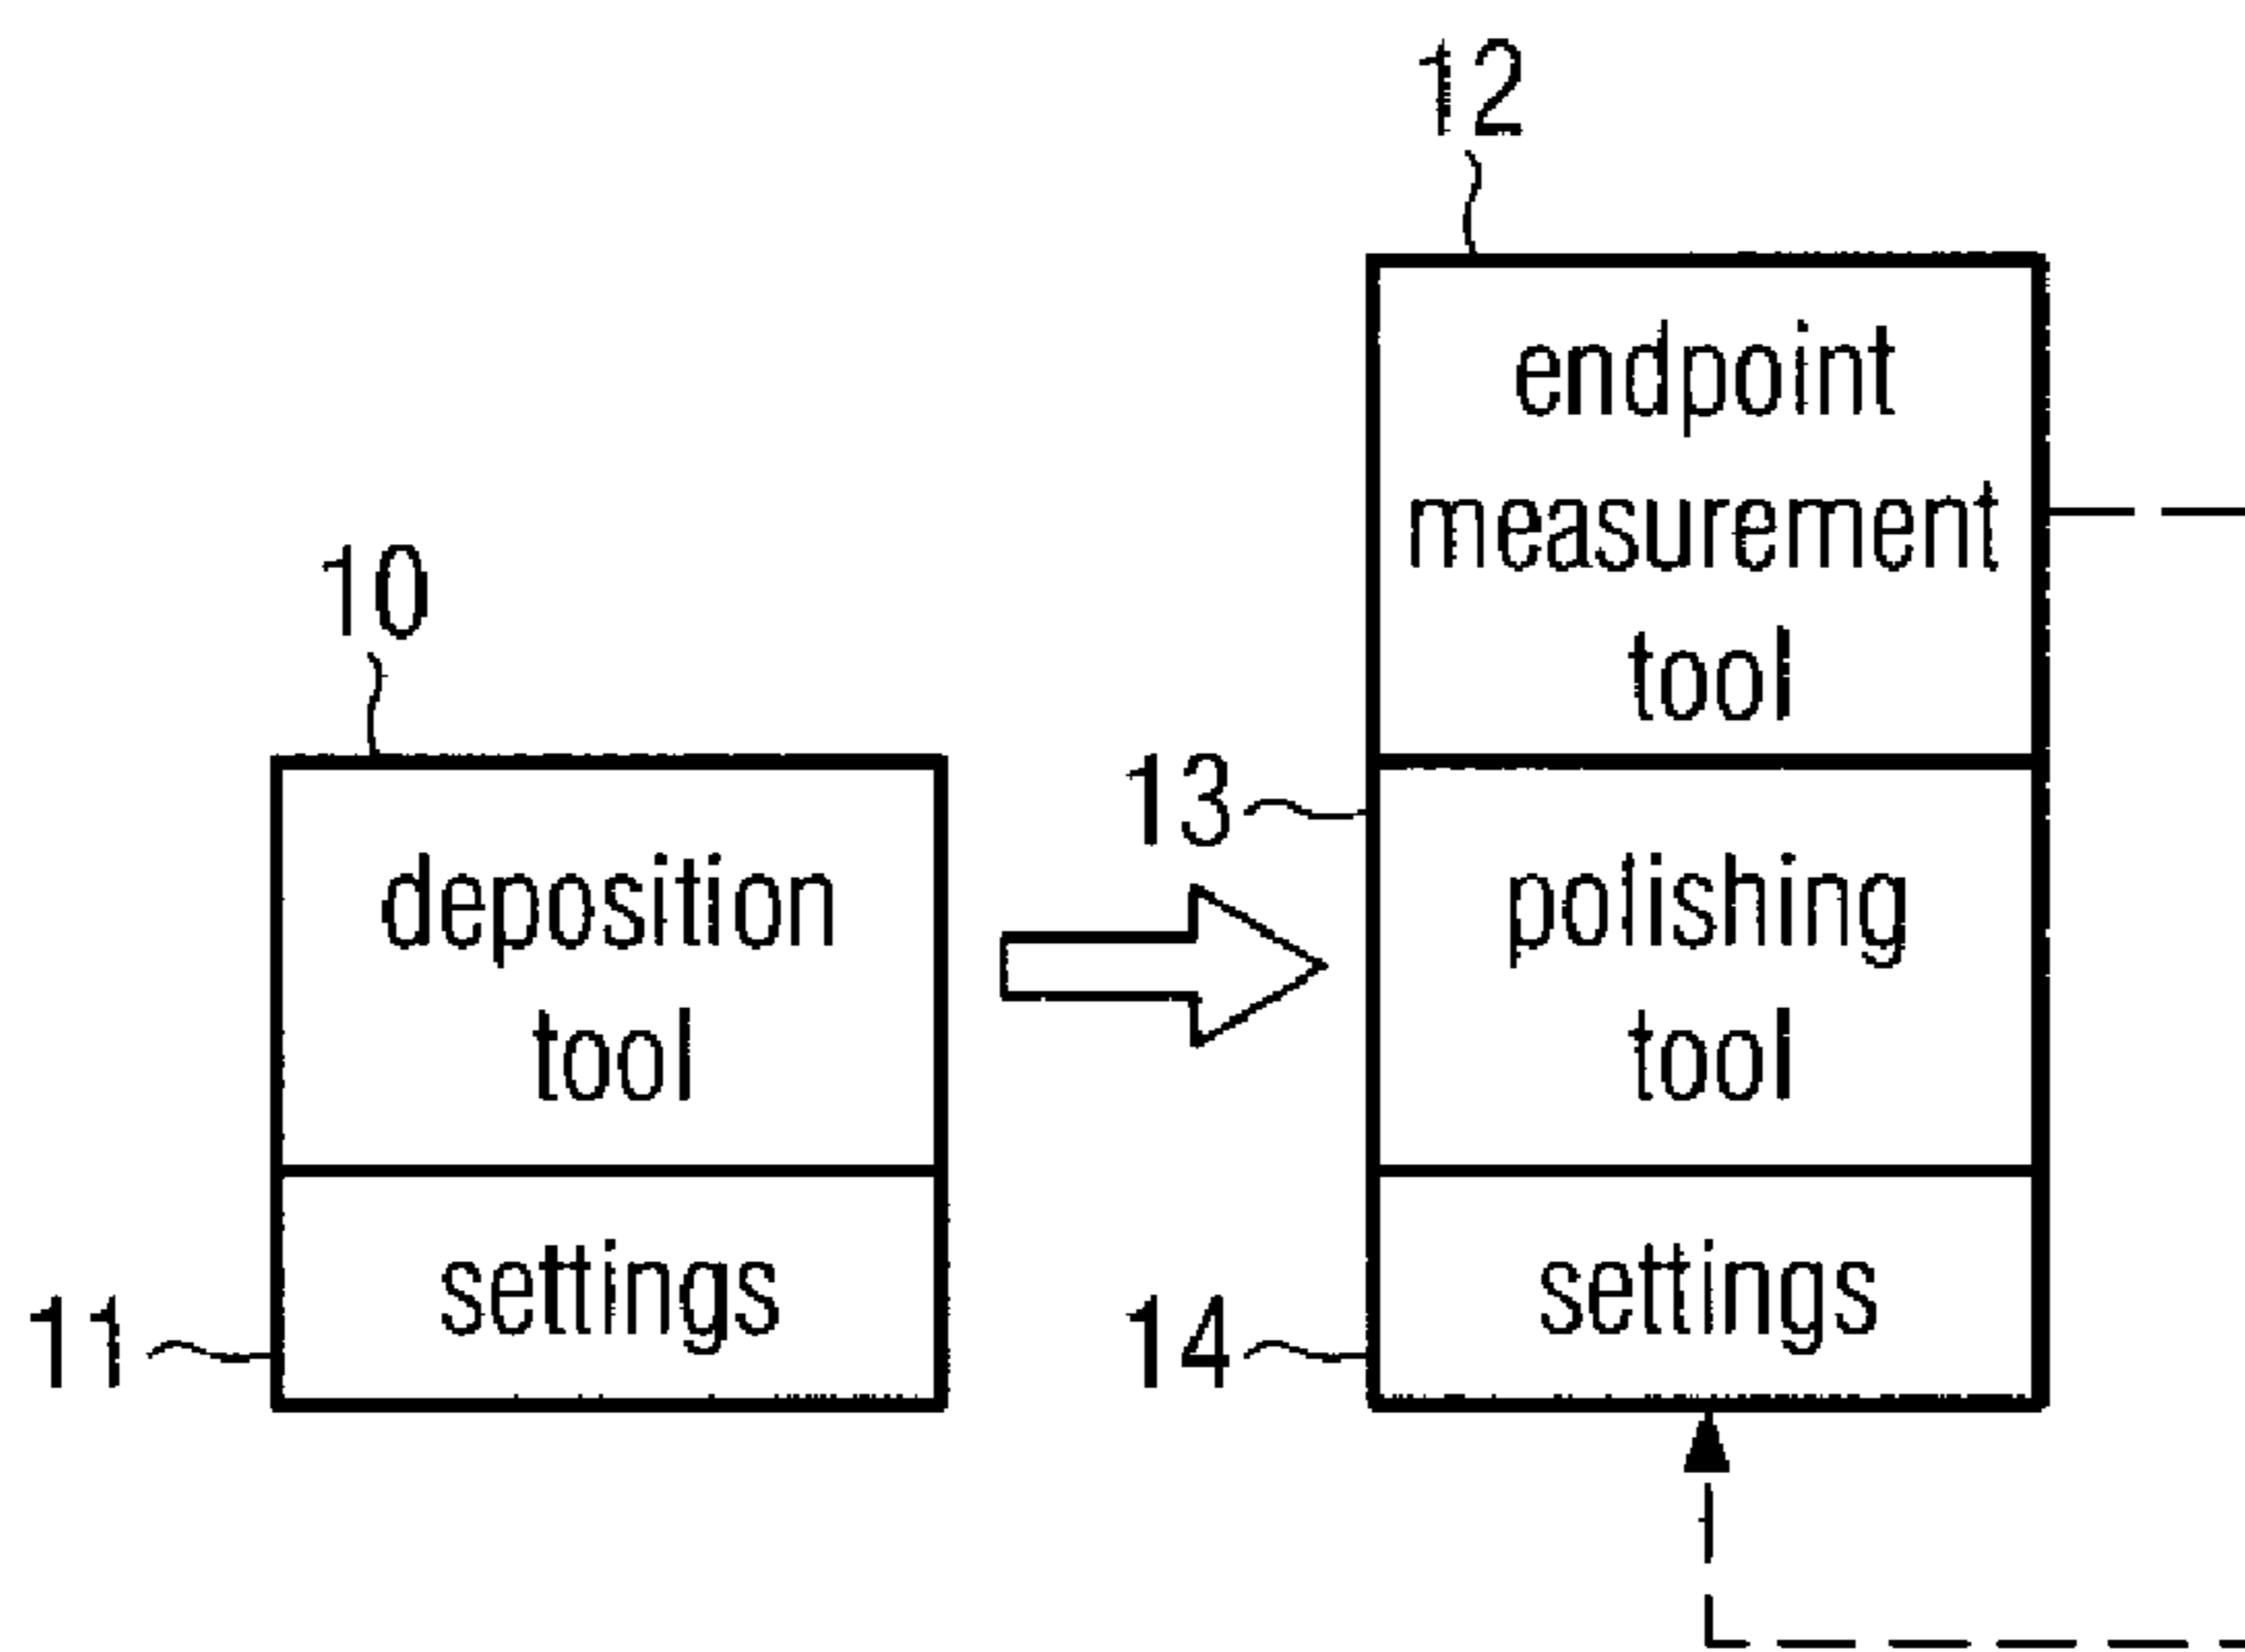 10
deposition
tool
settings
11
12
endpoint
measurement
tool
13
polishing
tool
14
settings